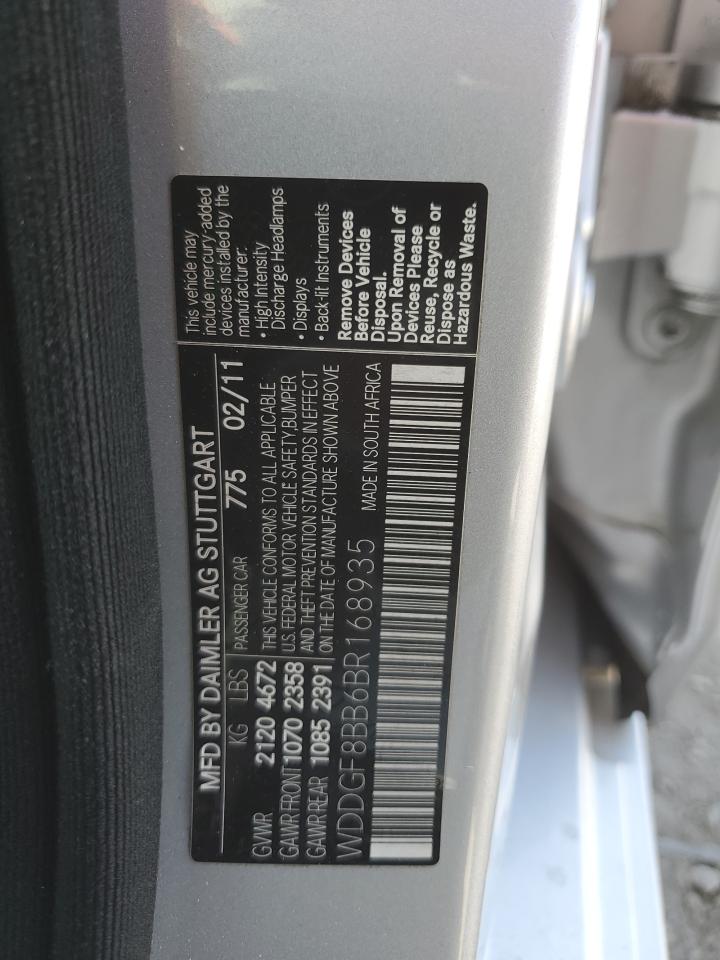 MFD BY DAIMLER AG STUTTGART
KG LBS PASSENGER CAR 775 02/11
GVWR 2120 4672
GAWR FRONT 1070 2358
GAWR REAR 1085 2391
THIS VEHICLE CONFORMS TO ALL APPLICABLE
U.S. FEDERAL MOTOR VEHICLE SAFETY,BUMPER
AND THEFT PREVENTION STANDARDS IN EFFECT
ON THE DATE OF MANUFACTURE SHOWN ABOVE
WDDGF8BB6BR168935 MADE IN SOUTH AFRICA
This vehicle may
include mercury-added
devices installed by the
manufacturer:
• High Intensity
Discharge Headlamps
• Displays
• Back-lit Instruments
Remove Devices
Before Vehicle
Disposal.
Upon Removal of
Devices Please
Reuse, Recycle or
Dispose as
Hazardous Waste.